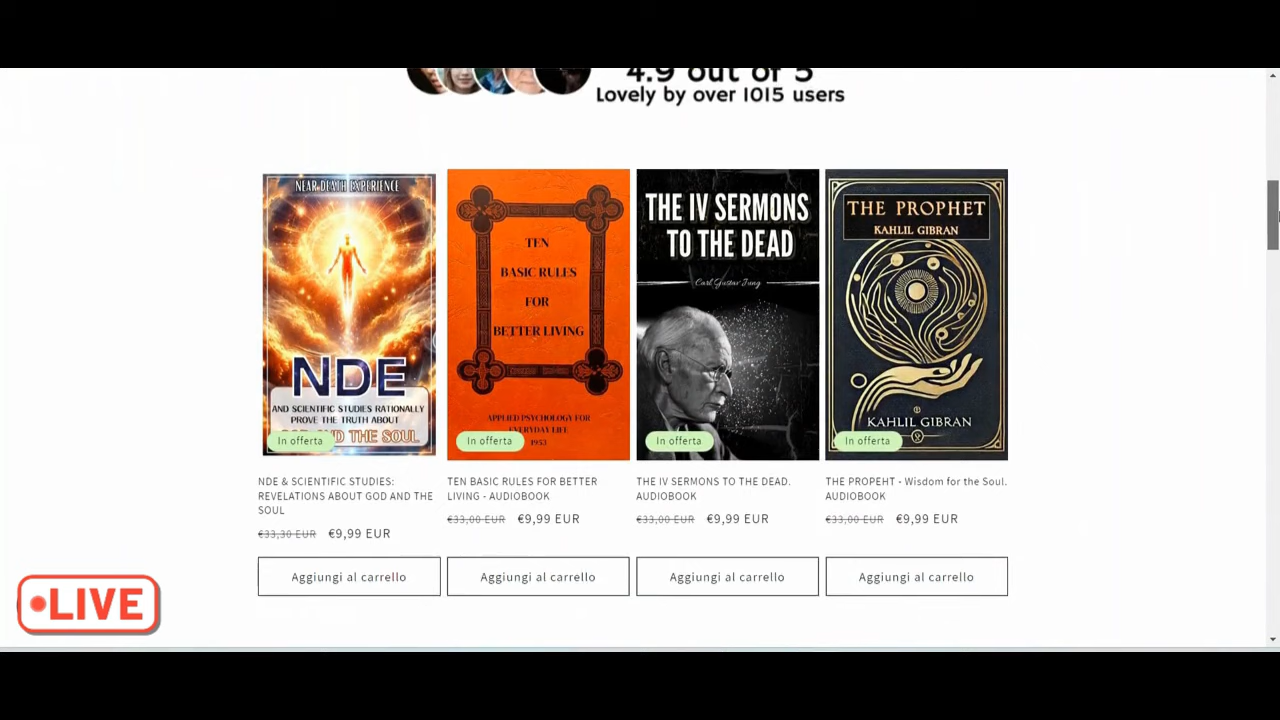 4.9 out of 5
Lovely by over 1015 users
NEAR DEATH EXPERIENCE
NDE
AND SCIENTIFIC STUDIES RATIONALLY
PROVE THE TRUTH ABOUT
AND THE SOUL
In offerta
TEN
BASIC RULES
FOR
BETTER LIVING
APPLIED PSYCHOLOGY FOR
EVERYDAY LIFE
1953
In offerta
THE IV SERMONS
TO THE DEAD
Carl Gustav Jung
In offerta
THE PROPHET
KAHLIL GIBRAN
KAHLIL GIBRAN
In offerta
NDE & SCIENTIFIC STUDIES:
REVELATIONS ABOUT GOD AND THE
SOUL
€33,30 EUR €9,99 EUR
Aggiungi al carrello
TEN BASIC RULES FOR BETTER
LIVING - AUDIOBOOK
€33,00 EUR €9,99 EUR
Aggiungi al carrello
THE IV SERMONS TO THE DEAD.
AUDIOBOOK
€33,00 EUR €9,99 EUR
Aggiungi al carrello
THE PROPEHT - Wisdom for the Soul.
AUDIOBOOK
€33,00 EUR €9,99 EUR
Aggiungi al carrello
LIVE